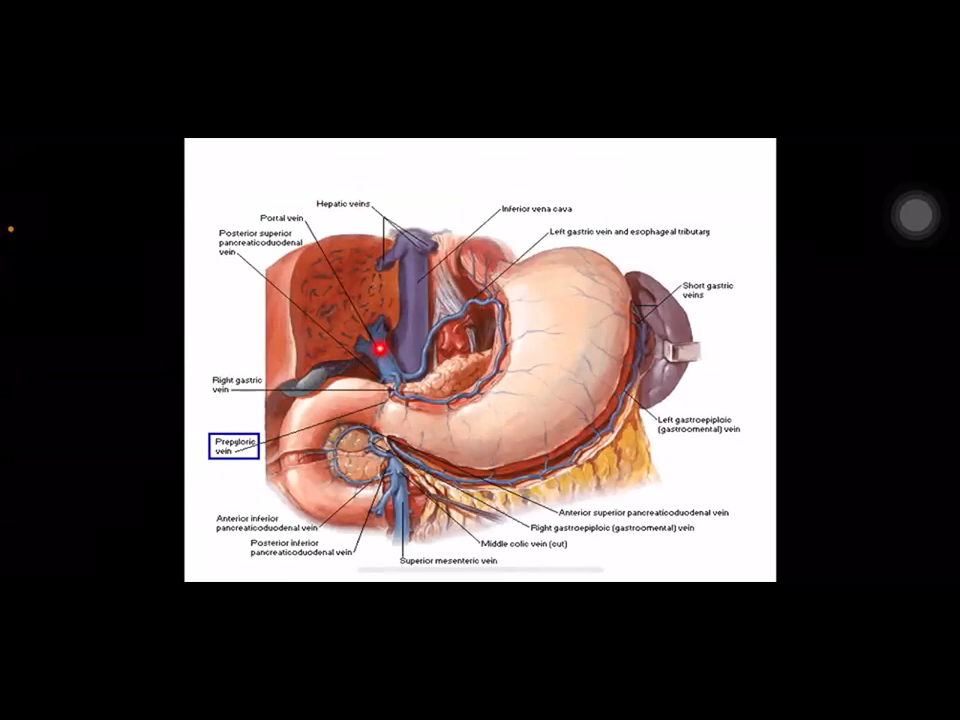 Hepatic veins
Portal vein
Inferior vena cava
Posterior superior
pancreaticoduodenal
vein
Left gastric vein and esophageal tributary
Short gastric
veins
Right gastric
vein
Left gastroepiploic
(gastroomental) vein
Prepyloric
vein
Anterior superior pancreaticoduodenal vein
Anterior inferior
pancreaticoduodenal vein
Right gastroepiploic (gastroomental) vein
Posterior inferior
pancreaticoduodenal vein
Middle colic vein (cut)
Superior mesenteric vein